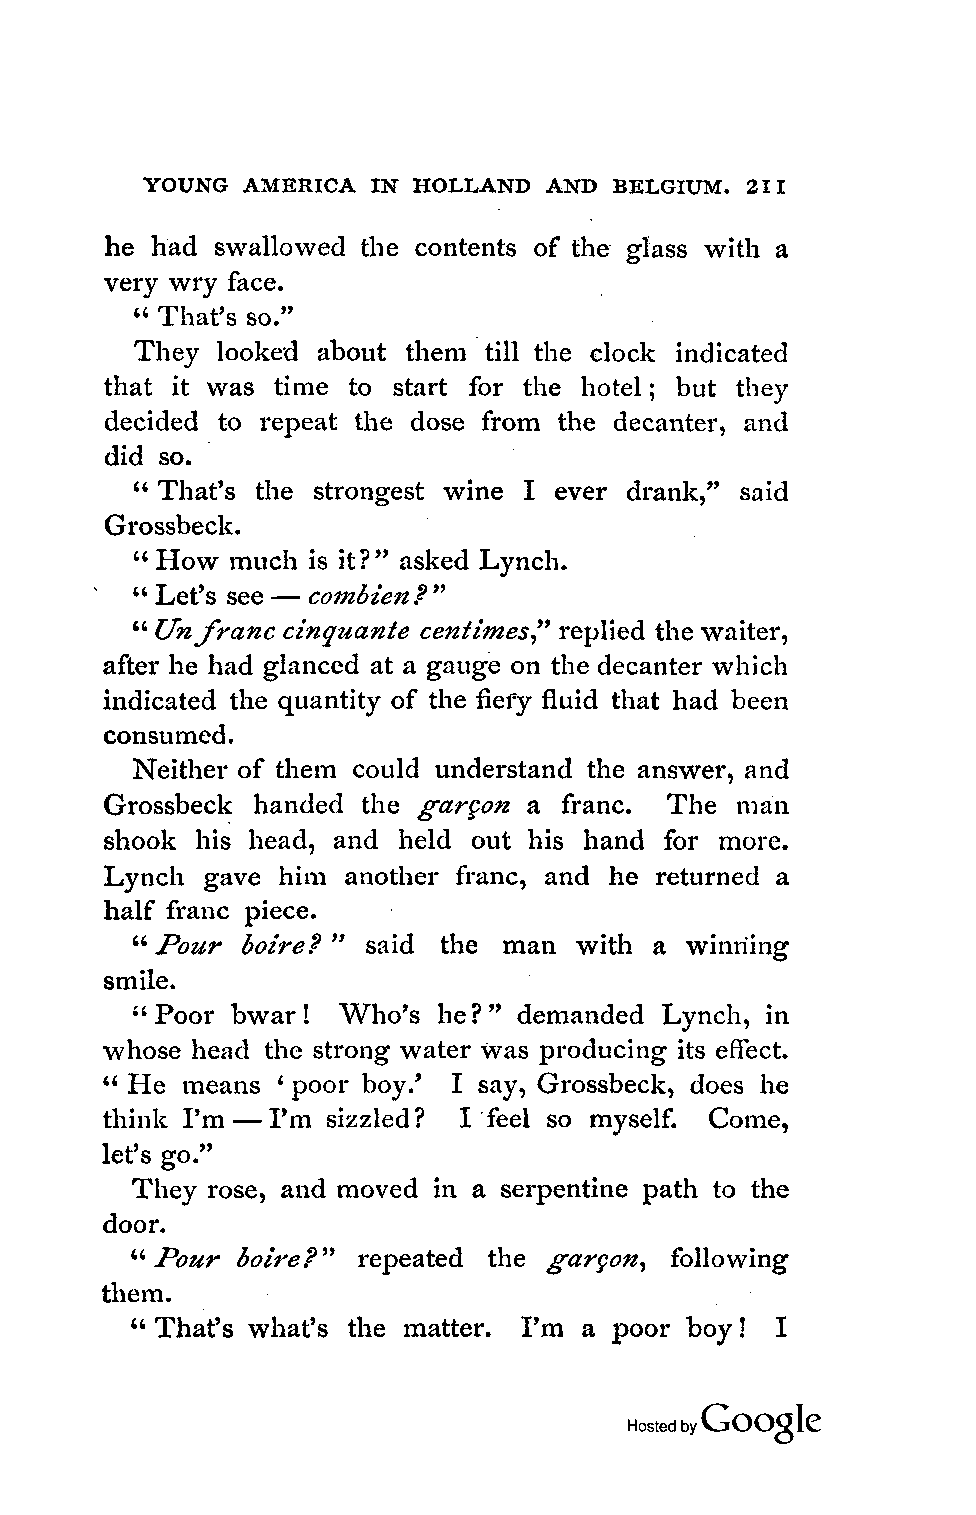 YOUNG AMERICA IN HOLLAND AND BELGIUM. 211
he had swallowed the contents of the glass with a
very wry face.
“ That’s so.”
They looked about them till the clock indicated
that it was time to start for the hotel ; but they
decided to repeat the dose from the decanter, and
did so.
“ That’s the strongest wine I ever drank,” said
Grossbeck.
“ How much is it ? ” asked Lynch.
“ Let’s see — combien ? ”
“ Un franc cinquante centimes,” replied the waiter,
after he had glanced at a gauge on the decanter which
indicated the quantity of the fiery fluid that had been
consumed.
Neither of them could understand the answer, and
Grossbeck handed the garçon a franc. The man
shook his head, and held out his hand for more.
Lynch gave him another franc, and he returned a
half franc piece.
“ Pour boire ? ” said the man with a winning
smile.
“ Poor bwar ! Who’s he ? ” demanded Lynch, in
whose head the strong water was producing its effect.
“ He means ‘ poor boy.’ I say, Grossbeck, does he
think I’m — I’m sizzled ? I feel so myself. Come,
let’s go.”
They rose, and moved in a serpentine path to the
door.
“ Pour boire ? ” repeated the garçon, following
them.
“ That’s what’s the matter. I’m a poor boy ! I
Hosted by Google